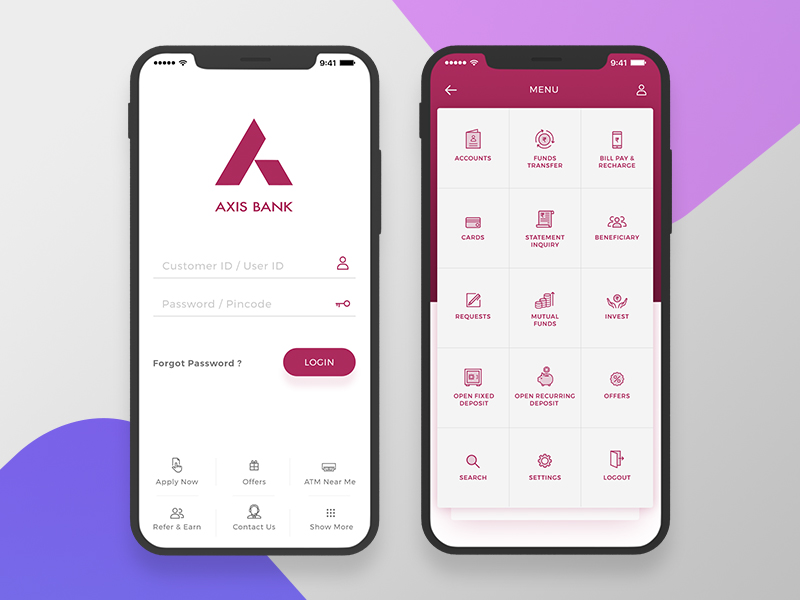 9:41
AXIS BANK
Customer ID / User ID
Password / Pincode
Forgot Password ?
LOGIN
Apply Now
Offers
ATM Near Me
Refer & Earn
Contact Us
Show More
9:41
MENU
ACCOUNTS
FUNDS
TRANSFER
BILL PAY &
RECHARGE
CARDS
STATEMENT
INQUIRY
BENEFICIARY
REQUESTS
MUTUAL
FUNDS
INVEST
OPEN FIXED
DEPOSIT
OPEN RECURRING
DEPOSIT
OFFERS
SEARCH
SETTINGS
LOGOUT